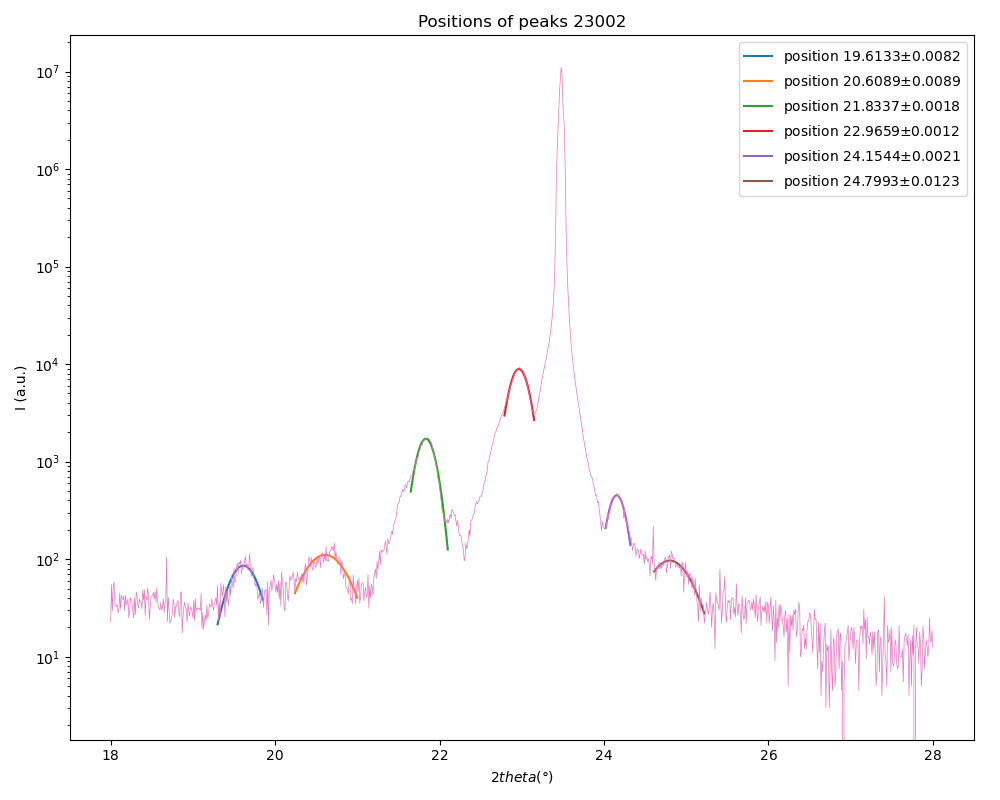 Positions of peaks 23002
position 19.6133±0.0082
position 20.6089±0.0089
position 21.8337±0.0018
position 22.9659±0.0012
position 24.1544±0.0021
position 24.7993±0.0123
I (a.u.)
10⁷
10⁶
10⁵
10⁴
10³
10²
10¹
18 20 22 24 26 28
2theta(°)